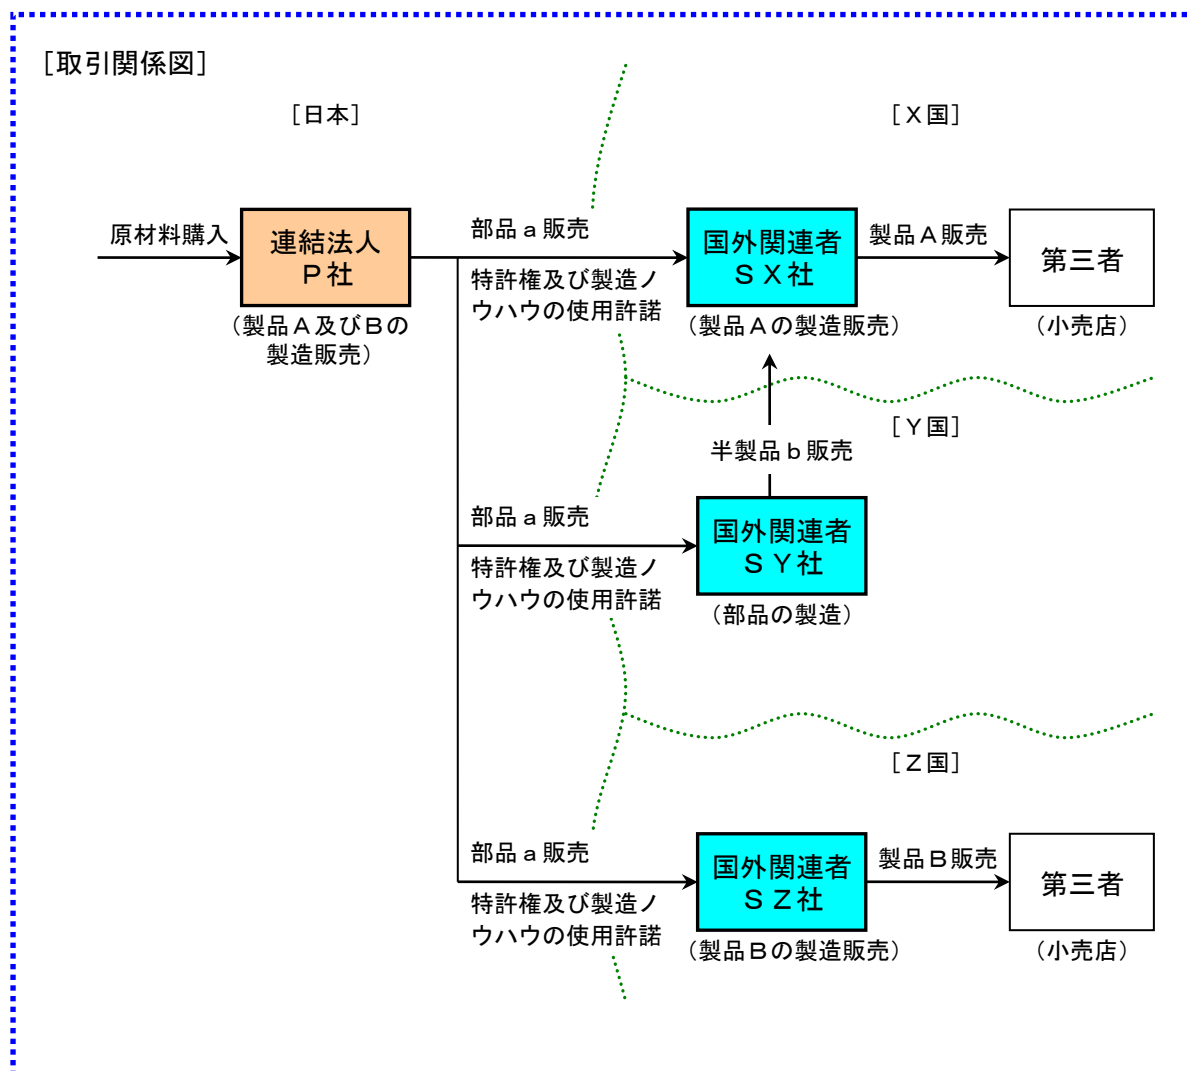 ［取引関係図］
［日本］
［Ｘ国］
原材料購入
連結法人
Ｐ社
（製品Ａ及びＢの
製造販売）
部品ａ販売
特許権及び製造ノ
ウハウの使用許諾
国外関連者
ＳＸ社
（製品Ａの製造販売）
製品Ａ販売
第三者
（小売店）
［Ｙ国］
半製品ｂ販売
部品ａ販売
特許権及び製造ノ
ウハウの使用許諾
国外関連者
ＳＹ社
（部品の製造）
［Ｚ国］
部品ａ販売
特許権及び製造ノ
ウハウの使用許諾
国外関連者
ＳＺ社
（製品Ｂの製造販売）
製品Ｂ販売
第三者
（小売店）